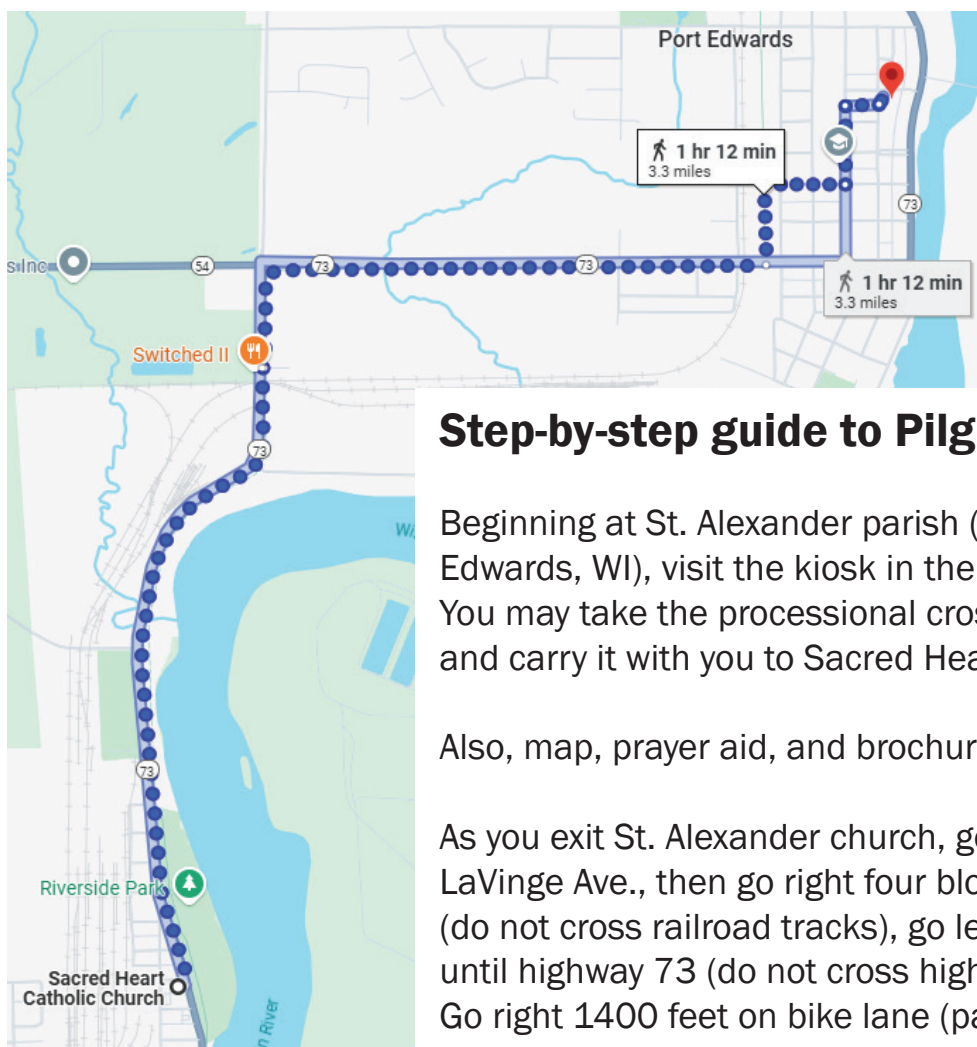 Port Edwards
1 hr 12 min
3.3 miles
73
54
73
73
1 hr 12 min
3.3 miles
Switched II
73
73
Riverside Park
Sacred Heart
Catholic Church
River
Step-by-step guide to Pilg
Beginning at St. Alexander parish (
Edwards, WI), visit the kiosk in the
You may take the processional cros
and carry it with you to Sacred Hea
Also, map, prayer aid, and brochur
As you exit St. Alexander church, go
LaVinge Ave., then go right four blo
(do not cross railroad tracks), go le
until highway 73 (do not cross high
Go right 1400 feet on bike lane (pa